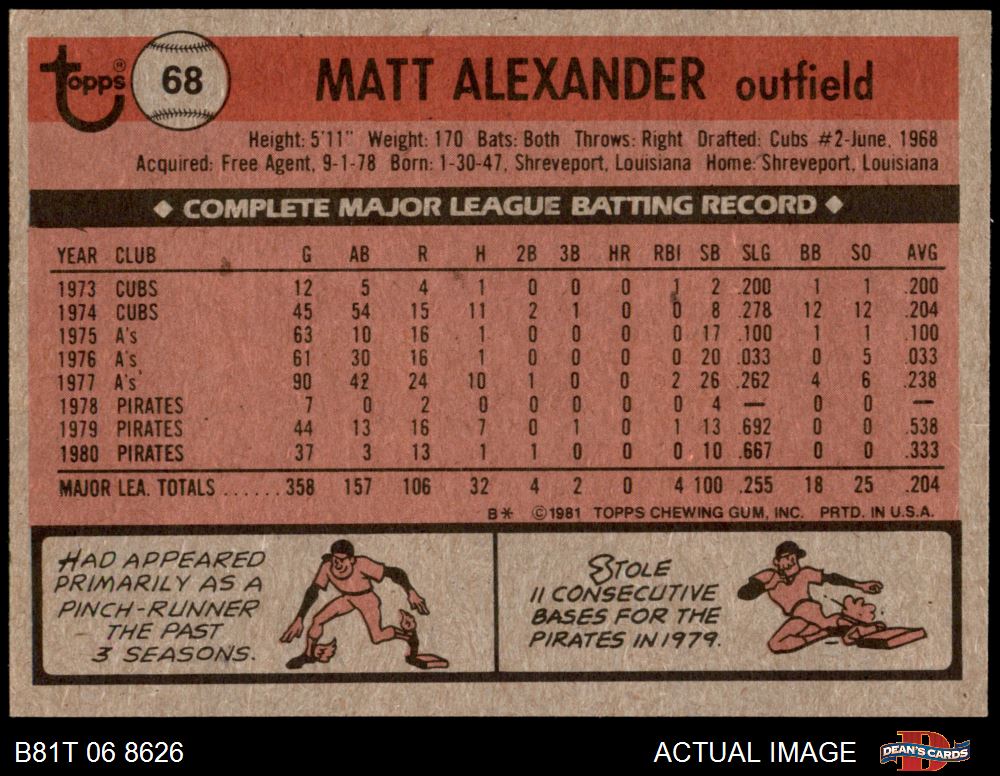 Topps® 68 MATT ALEXANDER outfield
Height: 5'11" Weight: 170 Bats: Both Throws: Right Drafted: Cubs #2-June, 1968
Acquired: Free Agent, 9-1-78 Born: 1-30-47, Shreveport, Louisiana Home: Shreveport, Louisiana
◆ COMPLETE MAJOR LEAGUE BATTING RECORD ◆
YEAR CLUB G AB R H 2B 3B HR RBI SB SLG BB SO AVG
1973 CUBS 12 5 4 1 0 0 0 1 2 .200 1 1 .200
1974 CUBS 45 54 15 11 2 1 0 0 8 .278 12 12 .204
1975 A's 63 10 16 1 0 0 0 0 17 .100 1 1 .100
1976 A's 61 30 16 1 0 0 0 0 20 .033 0 5 .033
1977 A's 90 42 24 10 1 0 0 2 26 .262 4 6 .238
1978 PIRATES 7 0 2 0 0 0 0 0 4 — 0 0 —
1979 PIRATES 44 13 16 7 0 1 0 1 13 .692 0 0 .538
1980 PIRATES 37 3 13 1 1 0 0 0 10 .667 0 0 .333
MAJOR LEA. TOTALS ...... 358 157 106 32 4 2 0 4 100 .255 18 25 .204
B* ©1981 TOPPS CHEWING GUM, INC. PRTD. IN U.S.A.
HAD APPEARED
PRIMARILY AS A
PINCH-RUNNER
THE PAST
3 SEASONS.
STOLE
11 CONSECUTIVE
BASES FOR THE
PIRATES IN 1979.
B81T 06 8626 ACTUAL IMAGE D DEAN'S CARDS